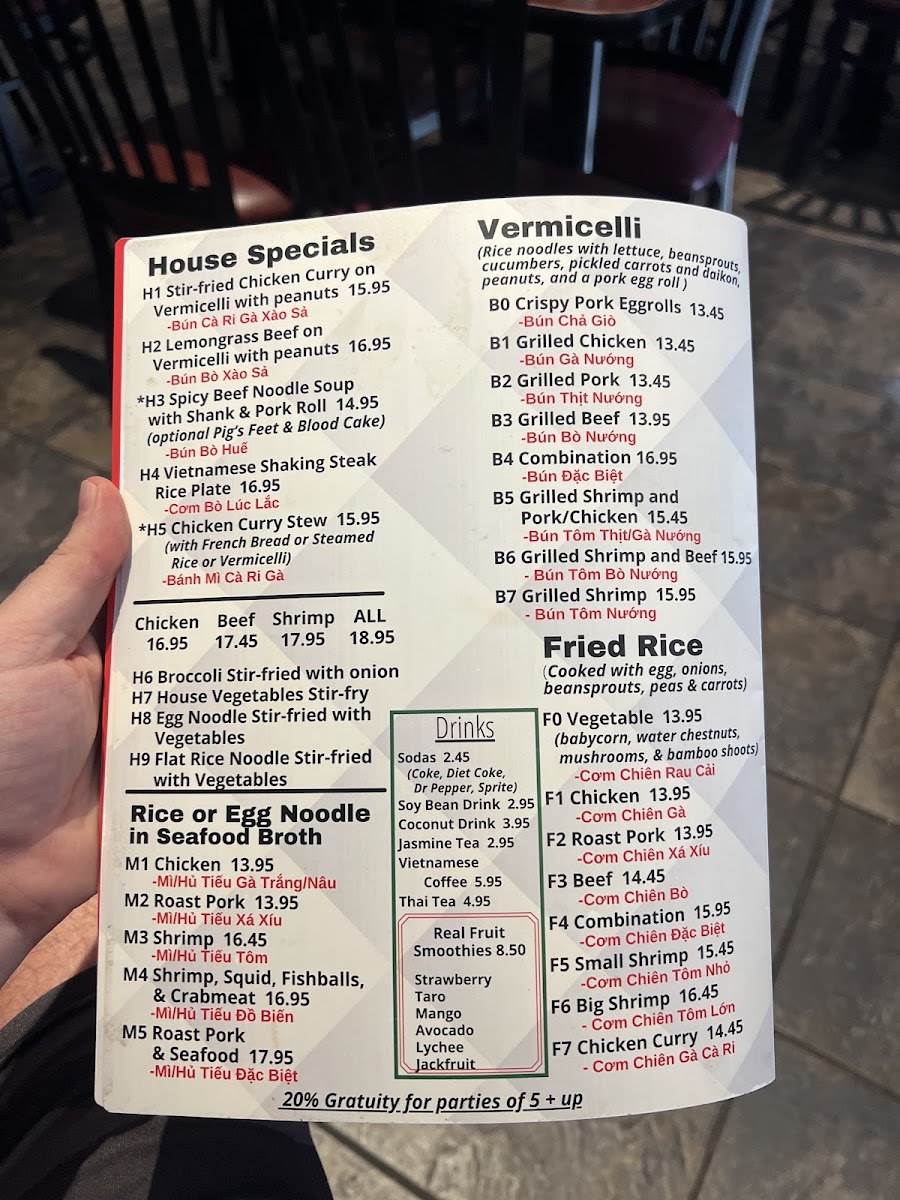 House Specials
H1 Stir-fried Chicken Curry on
Vermicelli with peanuts 15.95
-Bún Cà Ri Gà Xào Sả
H2 Lemongrass Beef on
Vermicelli with peanuts 16.95
-Bún Bò Xào Sả
*H3 Spicy Beef Noodle Soup
with Shank & Pork Roll 14.95
(optional Pig's Feet & Blood Cake)
-Bún Bò Huế
H4 Vietnamese Shaking Steak
Rice Plate 16.95
-Cơm Bò Lúc Lắc
*H5 Chicken Curry Stew 15.95
(with French Bread or Steamed
Rice or Vermicelli)
-Bánh Mì Cà Ri Gà
Chicken Beef Shrimp ALL
16.95 17.45 17.95 18.95
H6 Broccoli Stir-fried with onion
H7 House Vegetables Stir-fry
H8 Egg Noodle Stir-fried with
Vegetables
H9 Flat Rice Noodle Stir-fried
with Vegetables
Rice or Egg Noodle
in Seafood Broth
M1 Chicken 13.95
-Mì/Hủ Tiếu Gà Trắng/Nâu
M2 Roast Pork 13.95
-Mì/Hủ Tiếu Xá Xíu
M3 Shrimp 16.45
-Mì/Hủ Tiếu Tôm
M4 Shrimp, Squid, Fishballs,
& Crabmeat 16.95
-Mì/Hủ Tiếu Đồ Biển
M5 Roast Pork
& Seafood 17.95
-Mì/Hủ Tiếu Đặc Biệt
Drinks
Sodas 2.45
(Coke, Diet Coke,
Dr Pepper, Sprite)
Soy Bean Drink 2.95
Coconut Drink 3.95
Jasmine Tea 2.95
Vietnamese
Coffee 5.95
Thai Tea 4.95
Real Fruit
Smoothies 8.50
Strawberry
Taro
Mango
Avocado
Lychee
Jackfruit
Vermicelli
(Rice noodles with lettuce, beansprouts,
cucumbers, pickled carrots and daikon,
peanuts, and a pork egg roll )
B0 Crispy Pork Eggrolls 13.45
-Bún Chả Giò
B1 Grilled Chicken 13.45
-Bún Gà Nướng
B2 Grilled Pork 13.45
-Bún Thịt Nướng
B3 Grilled Beef 13.95
-Bún Bò Nướng
B4 Combination 16.95
-Bún Đặc Biệt
B5 Grilled Shrimp and
Pork/Chicken 15.45
-Bún Tôm Thịt/Gà Nướng
B6 Grilled Shrimp and Beef 15.95
- Bún Tôm Bò Nướng
B7 Grilled Shrimp 15.95
- Bún Tôm Nướng
Fried Rice
(Cooked with egg, onions,
beansprouts, peas & carrots)
F0 Vegetable 13.95
(babycorn, water chestnuts,
mushrooms, & bamboo shoots)
-Cơm Chiên Rau Cải
F1 Chicken 13.95
-Cơm Chiên Gà
F2 Roast Pork 13.95
-Cơm Chiên Xá Xíu
F3 Beef 14.45
-Cơm Chiên Bò
F4 Combination 15.95
-Cơm Chiên Đặc Biệt
F5 Small Shrimp 15.45
-Cơm Chiên Tôm Nhỏ
F6 Big Shrimp 16.45
- Cơm Chiên Tôm Lớn
F7 Chicken Curry 14.45
- Cơm Chiên Gà Cà Ri
20% Gratuity for parties of 5 + up